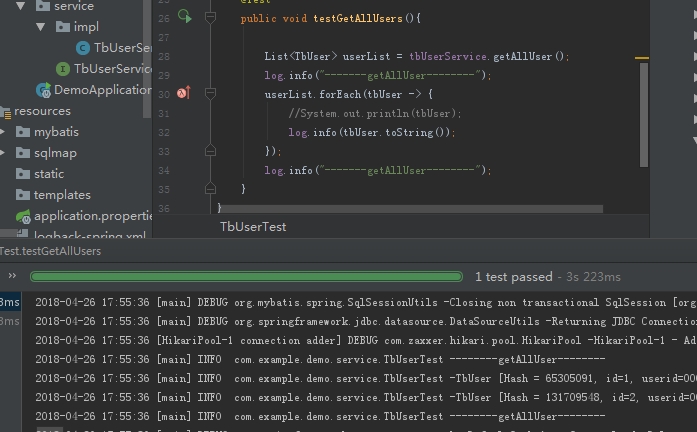 service
impl
TbUserSe
TbUserService
DemoApplication
resources
mybatis
sqlmap
static
templates
application.propertie
logback-spring.xml
@Test
26 public void testGetAllUsers(){
27
28 List<TbUser> userList = tbUserService.getAllUser();
29 log.info("-------getAllUser--------");
30 userList.forEach(tbUser -> {
31 //System.out.println(tbUser);
32 log.info(tbUser.toString());
33 });
34 log.info("-------getAllUser--------");
35 }
36 }
TbUserTest
Test.testGetAllUsers
1 test passed - 3s 223ms
3ms 2018-04-26 17:55:36 [main] DEBUG org.mybatis.spring.SqlSessionUtils -Closing non transactional SqlSession [org
3ms 2018-04-26 17:55:36 [main] DEBUG org.springframework.jdbc.datasource.DataSourceUtils -Returning JDBC Connection
2018-04-26 17:55:36 [HikariPool-1 connection adder] DEBUG com.zaxxer.hikari.pool.HikariPool -HikariPool-1 - Ad
2018-04-26 17:55:36 [main] INFO com.example.demo.service.TbUserTest --------getAllUser--------
2018-04-26 17:55:36 [main] INFO com.example.demo.service.TbUserTest -TbUser [Hash = 65305091, id=1, userid=000
2018-04-26 17:55:36 [main] INFO com.example.demo.service.TbUserTest -TbUser [Hash = 131709548, id=2, userid=00
2018-04-26 17:55:36 [main] INFO com.example.demo.service.TbUserTest --------getAllUser--------